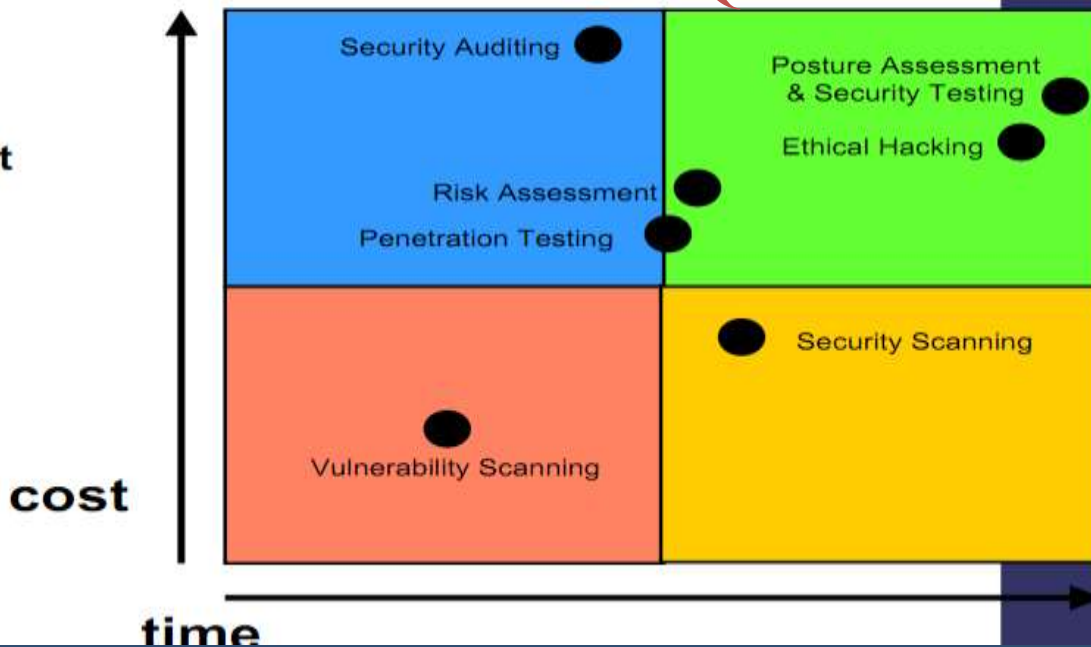 Security Auditing
Posture Assessment
& Security Testing
t
Ethical Hacking
Risk Assessment
Penetration Testing
Security Scanning
Vulnerability Scanning
cost
time